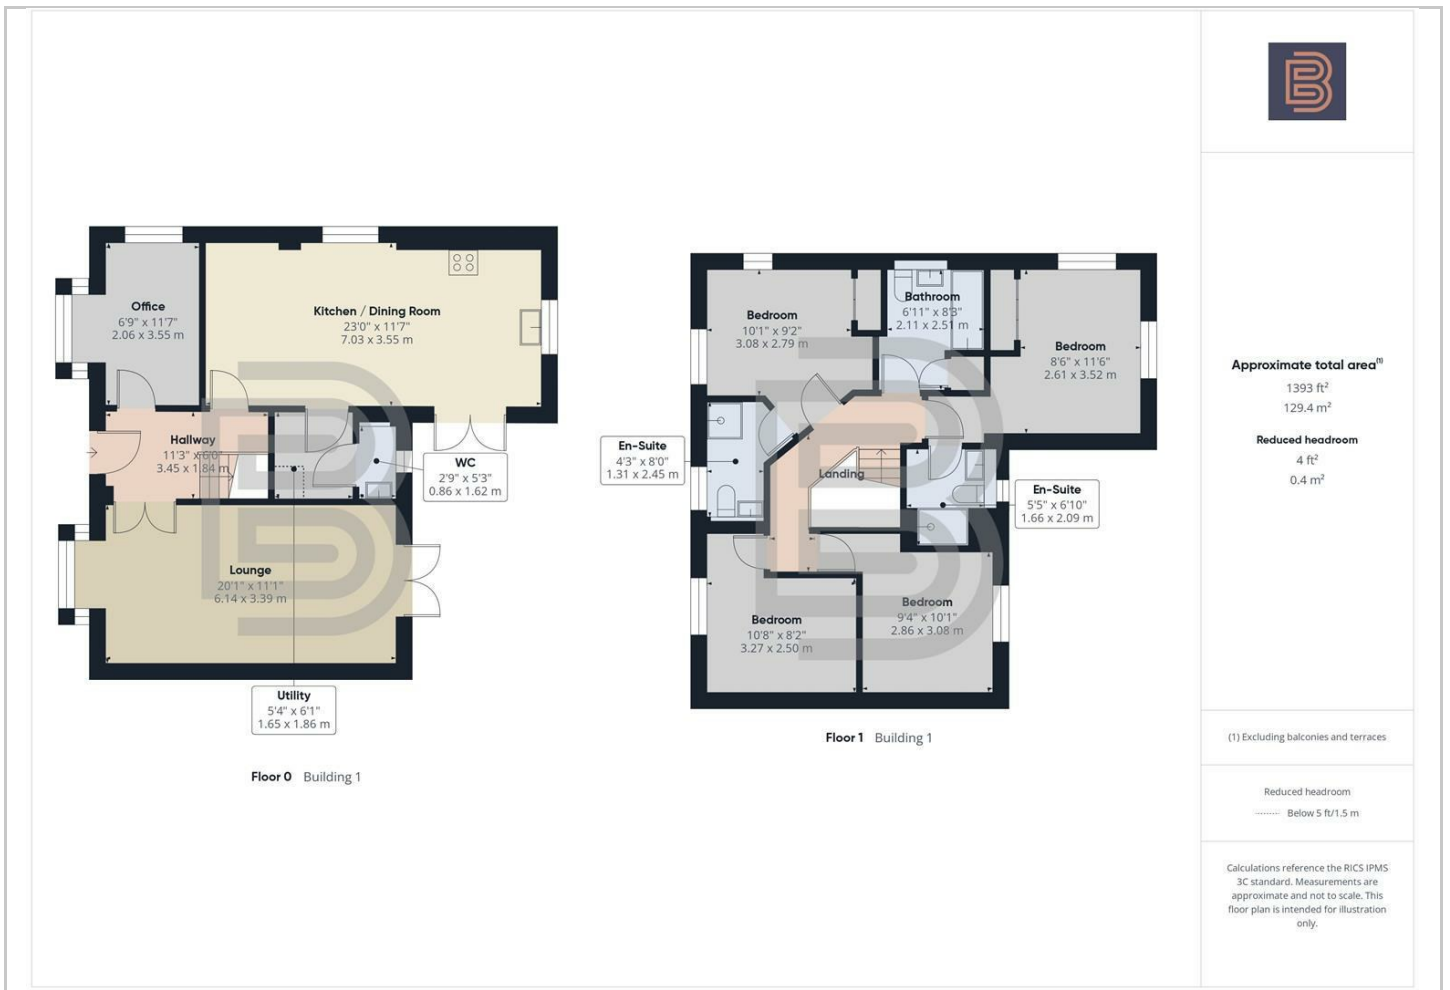 Office
6'9" x 11'7"
2.06 x 3.55 m
Kitchen / Dining Room
23'0" x 11'7"
7.03 x 3.55 m
Hallway
11'3" x 6'0"
3.45 x 1.84 m
WC
2'9" x 5'3"
0.86 x 1.62 m
Lounge
20'1" x 11'1"
6.14 x 3.39 m
Utility
5'4" x 6'1"
1.65 x 1.86 m
Floor 0 Building 1
Bedroom
10'1" x 9'2"
3.08 x 2.79 m
Bathroom
6'11" x 8'3"
2.11 x 2.51 m
Bedroom
8'6" x 11'6"
2.61 x 3.52 m
En-Suite
4'3" x 8'0"
1.31 x 2.45 m
Landing
En-Suite
5'5" x 6'10"
1.66 x 2.09 m
Bedroom
10'8" x 8'2"
3.27 x 2.50 m
Bedroom
9'4" x 10'1"
2.86 x 3.08 m
Floor 1 Building 1
B
Approximate total area(1)
1393 ft²
129.4 m²
Reduced headroom
4 ft²
0.4 m²
(1) Excluding balconies and terraces
Reduced headroom
Below 5 ft/1.5 m
Calculations reference the RICS IPMS
3C standard. Measurements are
approximate and not to scale. This
floor plan is intended for illustration
only.